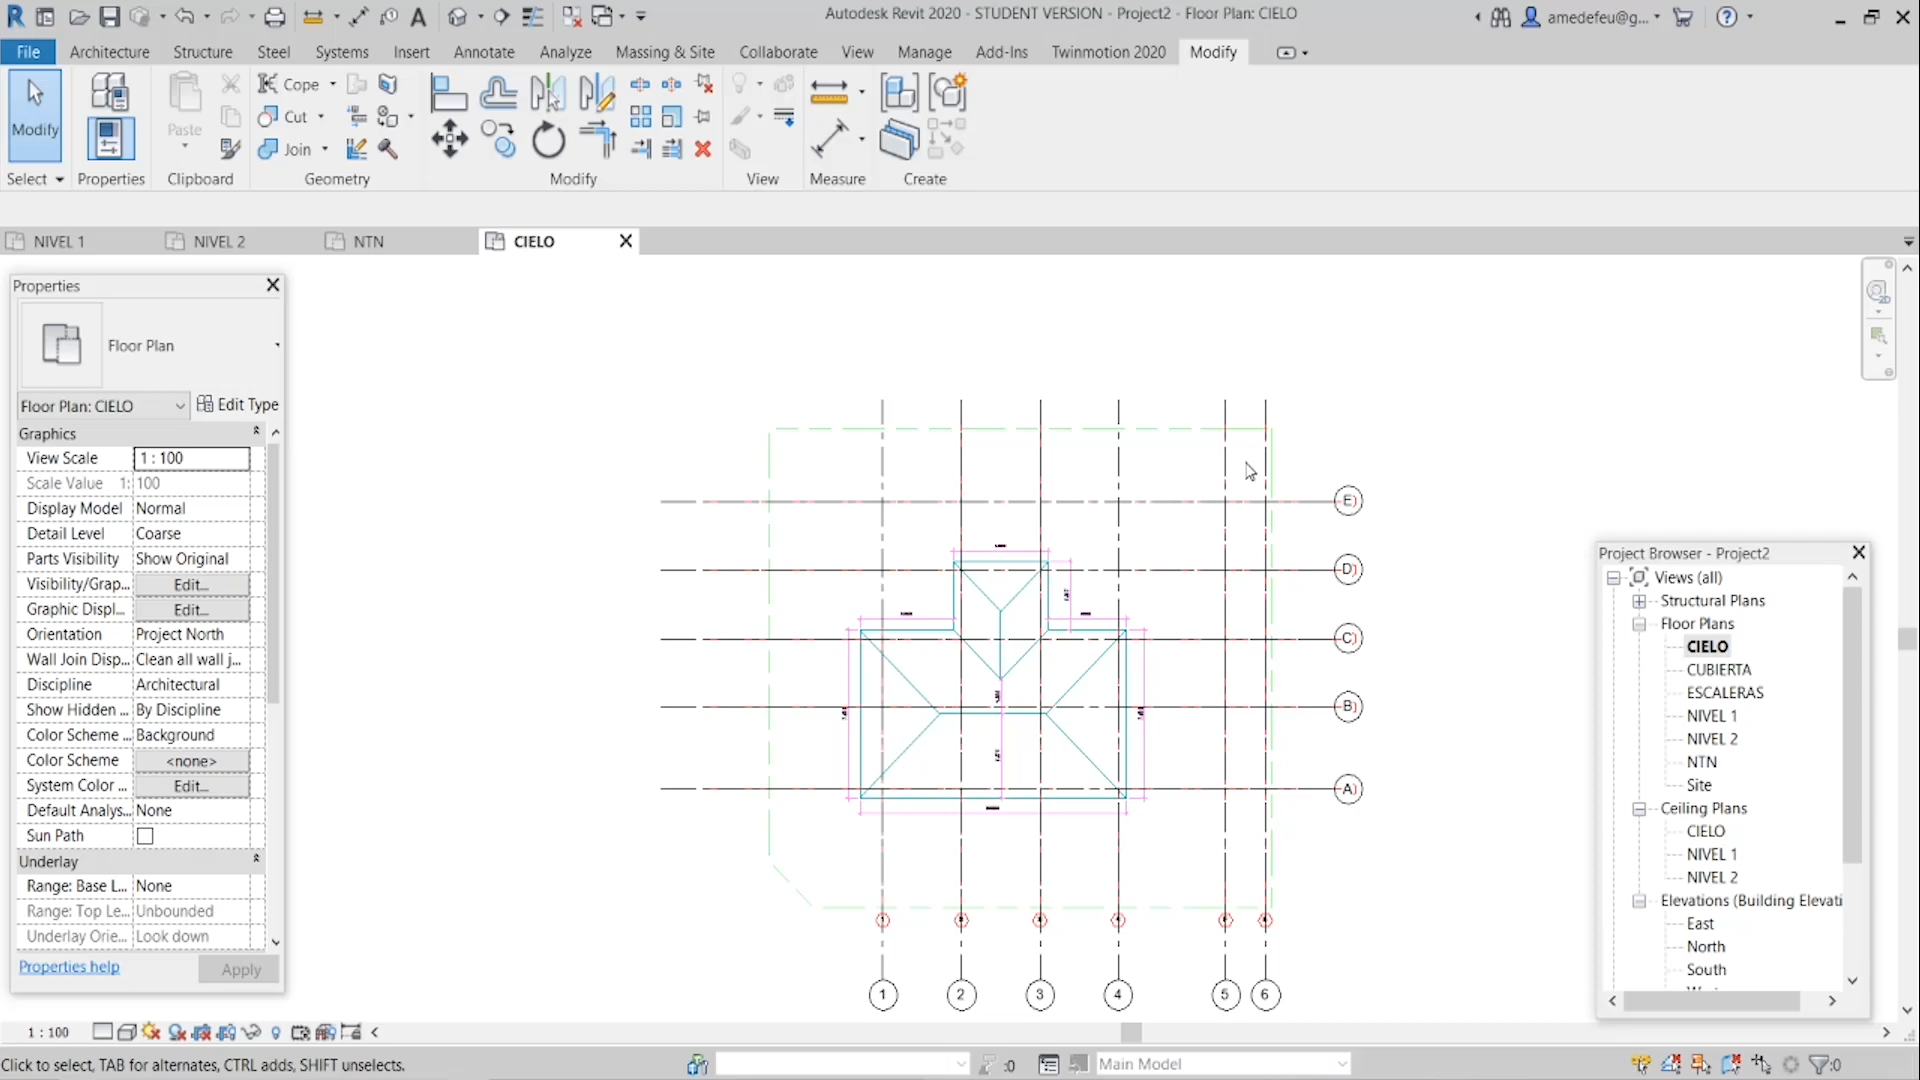 Autodesk Revit 2020 - STUDENT VERSION - Project2 - Floor Plan: CIELO
amedefeu@g...
File Architecture Structure Steel Systems Insert Annotate Analyze Massing & Site Collaborate View Manage Add-Ins Twinmotion 2020 Modify
Modify
Paste
Cope
Cut
Join
Select Properties Clipboard Geometry Modify View Measure Create
NIVEL 1 NIVEL 2 NTN CIELO
Properties
Floor Plan
Floor Plan: CIELO Edit Type
Graphics
View Scale 1 : 100
Scale Value 1: 100
Display Model Normal
Detail Level Coarse
Parts Visibility Show Original
Visibility/Grap... Edit...
Graphic Displ... Edit...
Orientation Project North
Wall Join Disp... Clean all wall j...
Discipline Architectural
Show Hidden ... By Discipline
Color Scheme ... Background
Color Scheme <none>
System Color ... Edit...
Default Analys... None
Sun Path
Underlay
Range: Base L... None
Range: Top Le... Unbounded
Underlay Orie... Look down
Properties help Apply
E
D
C
B
A
1 2 3 4 5 6
Project Browser - Project2
Views (all)
Structural Plans
Floor Plans
CIELO
CUBIERTA
ESCALERAS
NIVEL 1
NIVEL 2
NTN
Site
Ceiling Plans
CIELO
NIVEL 1
NIVEL 2
Elevations (Building Elevati
East
North
South
1 : 100
Click to select, TAB for alternates, CTRL adds, SHIFT unselects.
:0
Main Model
:0